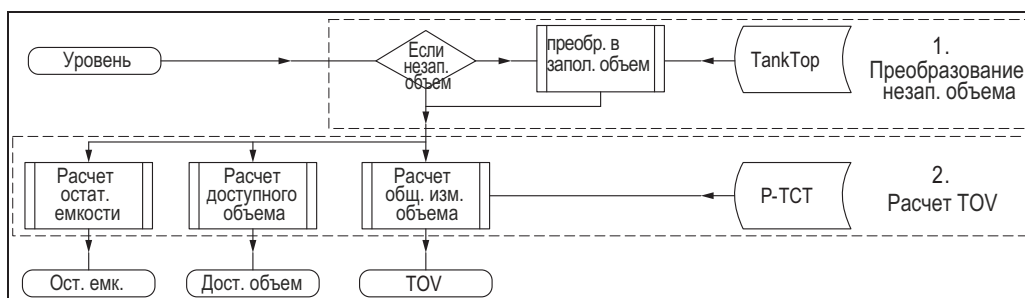 Уровень
Если
незап.
объем
преобр. в
запол. объем
TankTop
1.
Преобразование
незап. объема
Расчет
остат.
емкости
Расчет
доступного
объема
Расчет
общ. изм.
объема
P-TCT
2.
Расчет TOV
Ост. емк.
Дост. объем
TOV